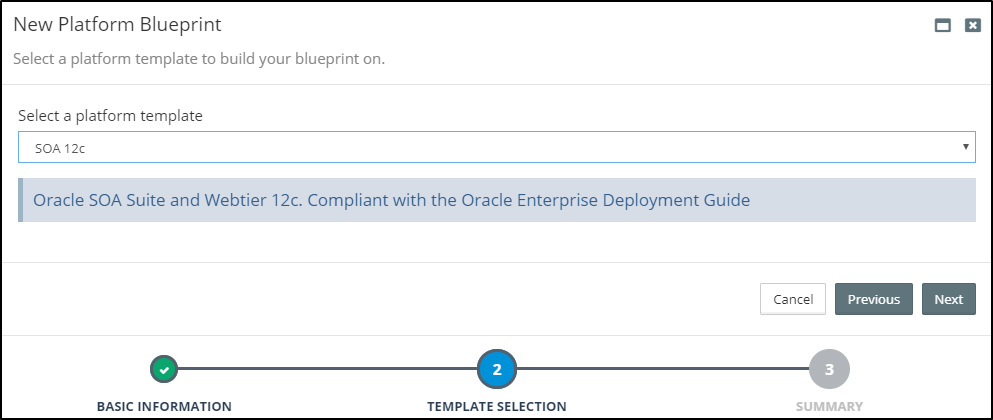 New Platform Blueprint
Select a platform template to build your blueprint on.
Select a platform template
SOA 12c
Oracle SOA Suite and Webtier 12c. Compliant with the Oracle Enterprise Deployment Guide
Cancel Previous Next
2 3
BASIC INFORMATION TEMPLATE SELECTION SUMMARY